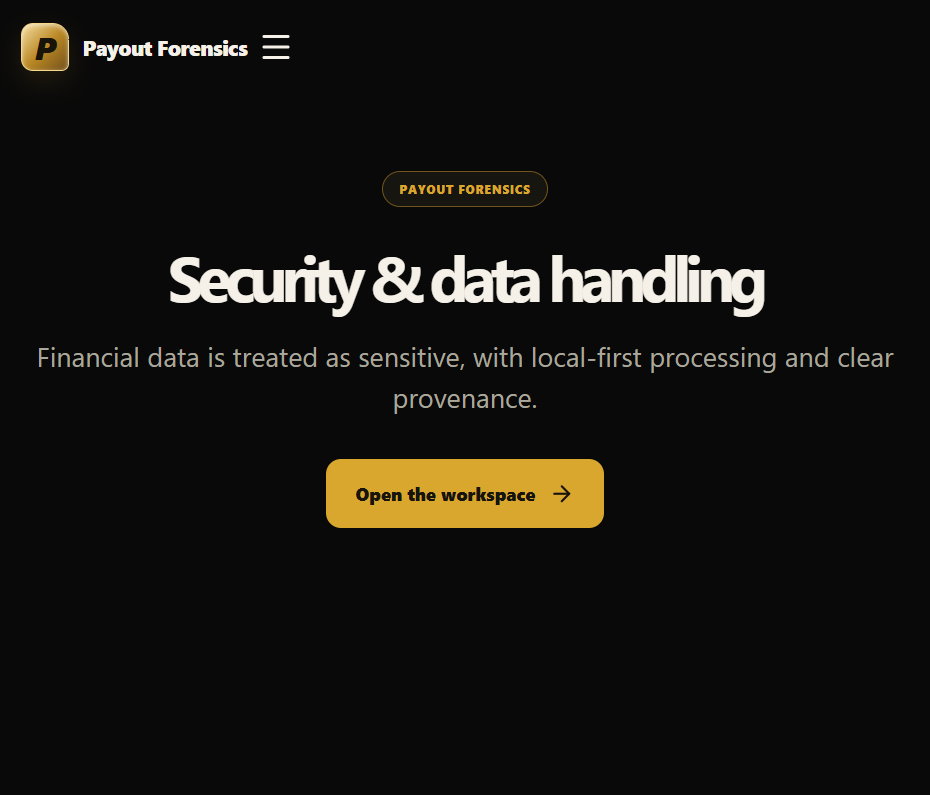 P
Payout Forensics
PAYOUT FORENSICS
Security & data handling
Financial data is treated as sensitive, with local-first processing and clear
provenance.
Open the workspace